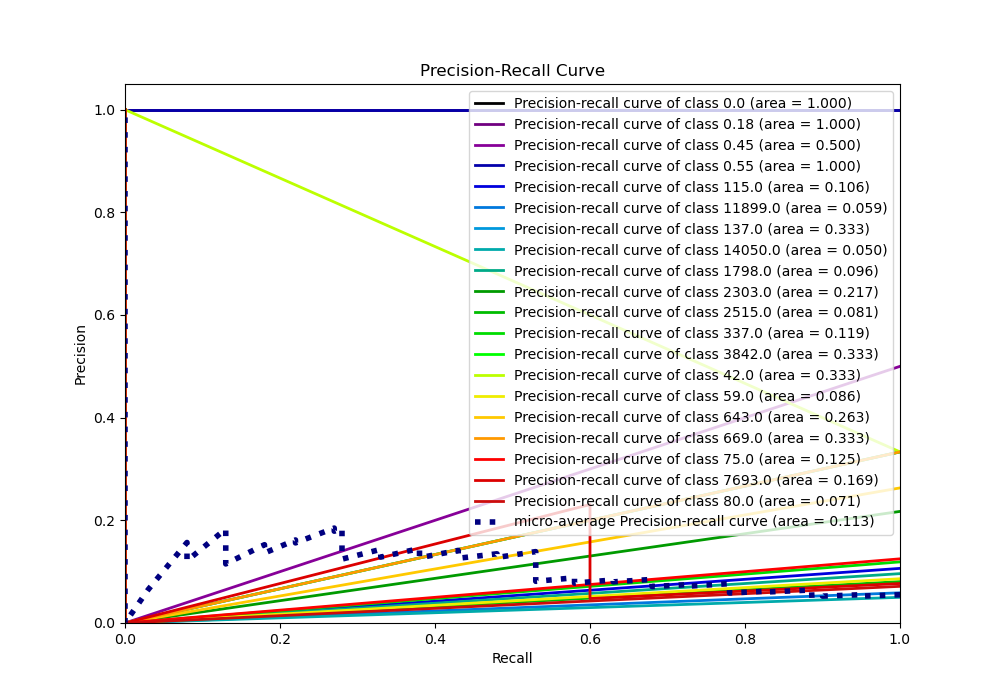 Precision-Recall Curve
1.0
0.8
0.6
0.4
0.2
0.0
Precision
Precision-recall curve of class 0.0 (area = 1.000)
Precision-recall curve of class 0.18 (area = 1.000)
Precision-recall curve of class 0.45 (area = 0.500)
Precision-recall curve of class 0.55 (area = 1.000)
Precision-recall curve of class 115.0 (area = 0.106)
Precision-recall curve of class 11899.0 (area = 0.059)
Precision-recall curve of class 137.0 (area = 0.333)
Precision-recall curve of class 14050.0 (area = 0.050)
Precision-recall curve of class 1798.0 (area = 0.096)
Precision-recall curve of class 2303.0 (area = 0.217)
Precision-recall curve of class 2515.0 (area = 0.081)
Precision-recall curve of class 337.0 (area = 0.119)
Precision-recall curve of class 3842.0 (area = 0.333)
Precision-recall curve of class 42.0 (area = 0.333)
Precision-recall curve of class 59.0 (area = 0.086)
Precision-recall curve of class 643.0 (area = 0.263)
Precision-recall curve of class 669.0 (area = 0.333)
Precision-recall curve of class 75.0 (area = 0.125)
Precision-recall curve of class 7693.0 (area = 0.169)
Precision-recall curve of class 80.0 (area = 0.071)
micro-average Precision-recall curve (area = 0.113)
0.0 0.2 0.4 0.6 0.8 1.0
Recall